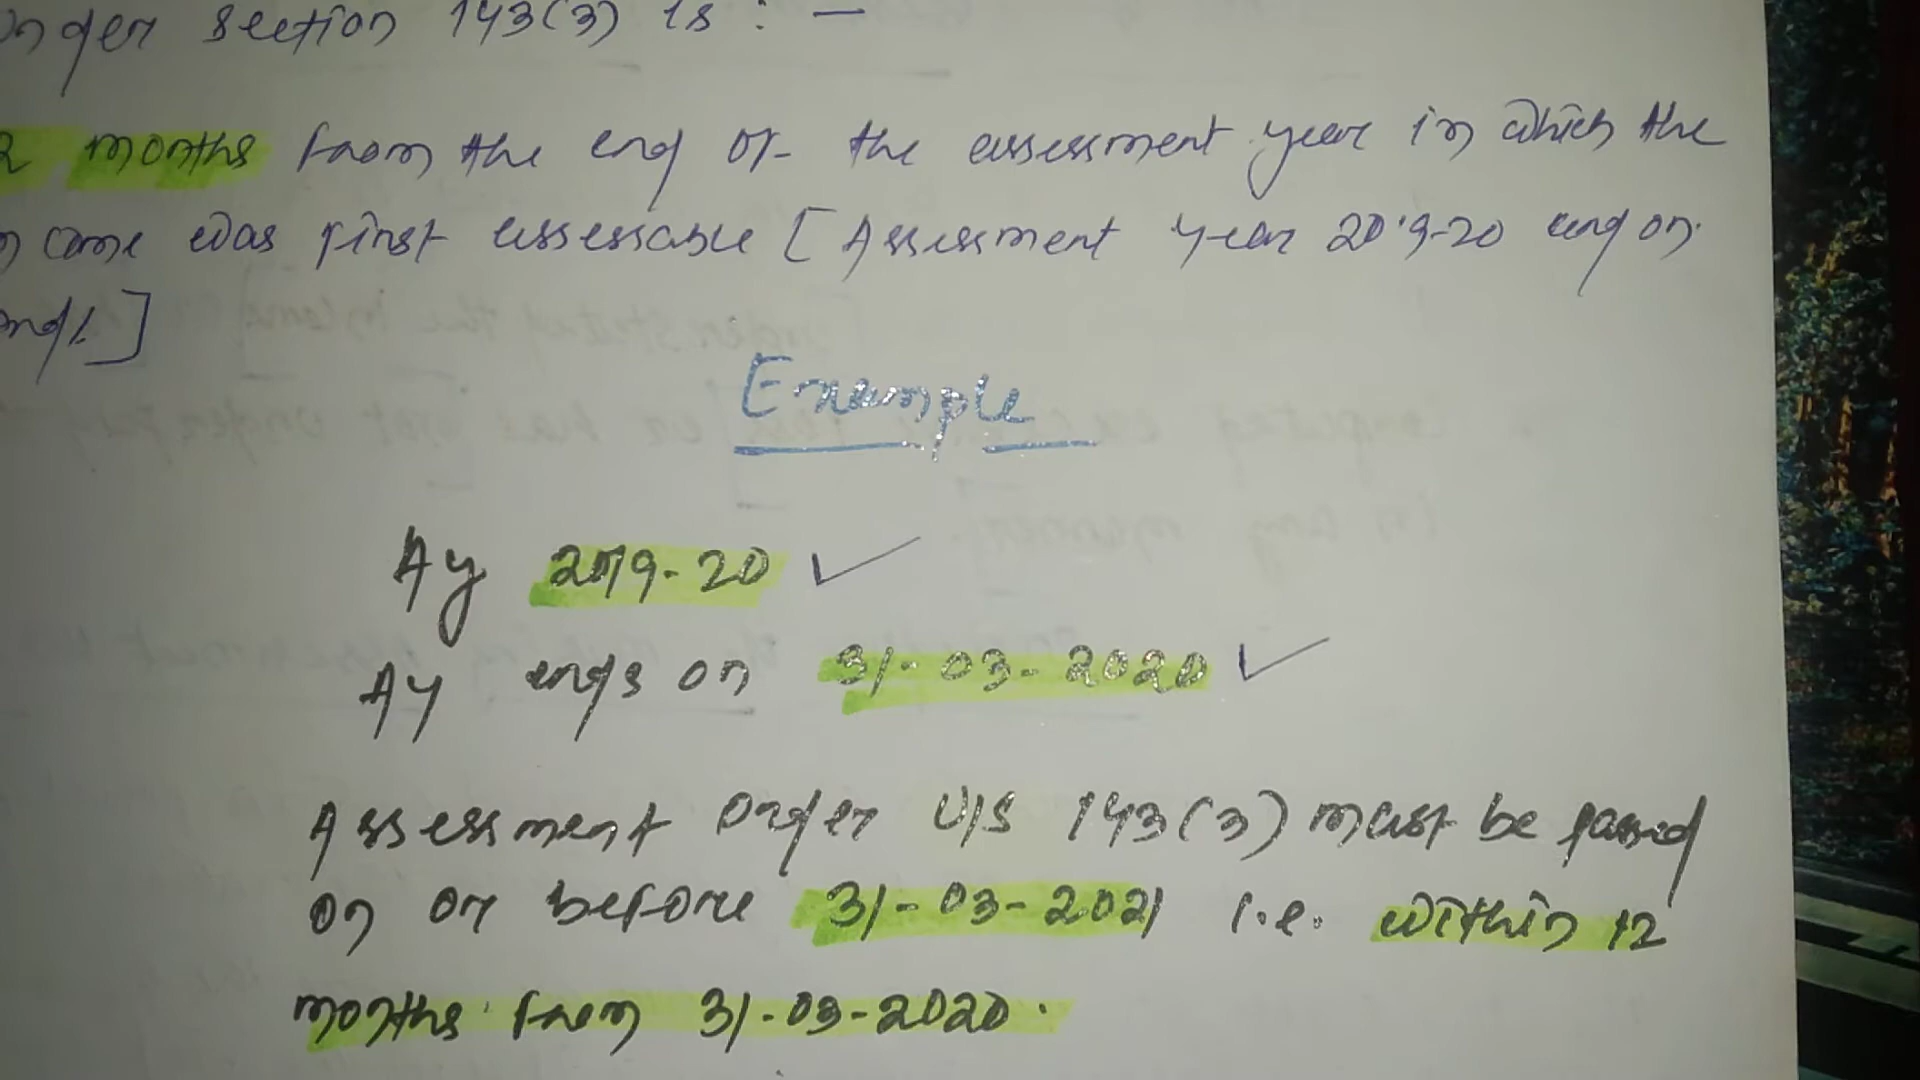 under section 143(3) is : -
2 months from the end of the assessment year in which the
come was first assessable [Assessment year 2019-20 end on
Example
Ay 2019-20 ✓
AY ends on 31-03-2020 ✓
Assessment order U/S 143(3) must be passed
on or before 31-03-2021 i.e. within 12
months from 31-03-2020.